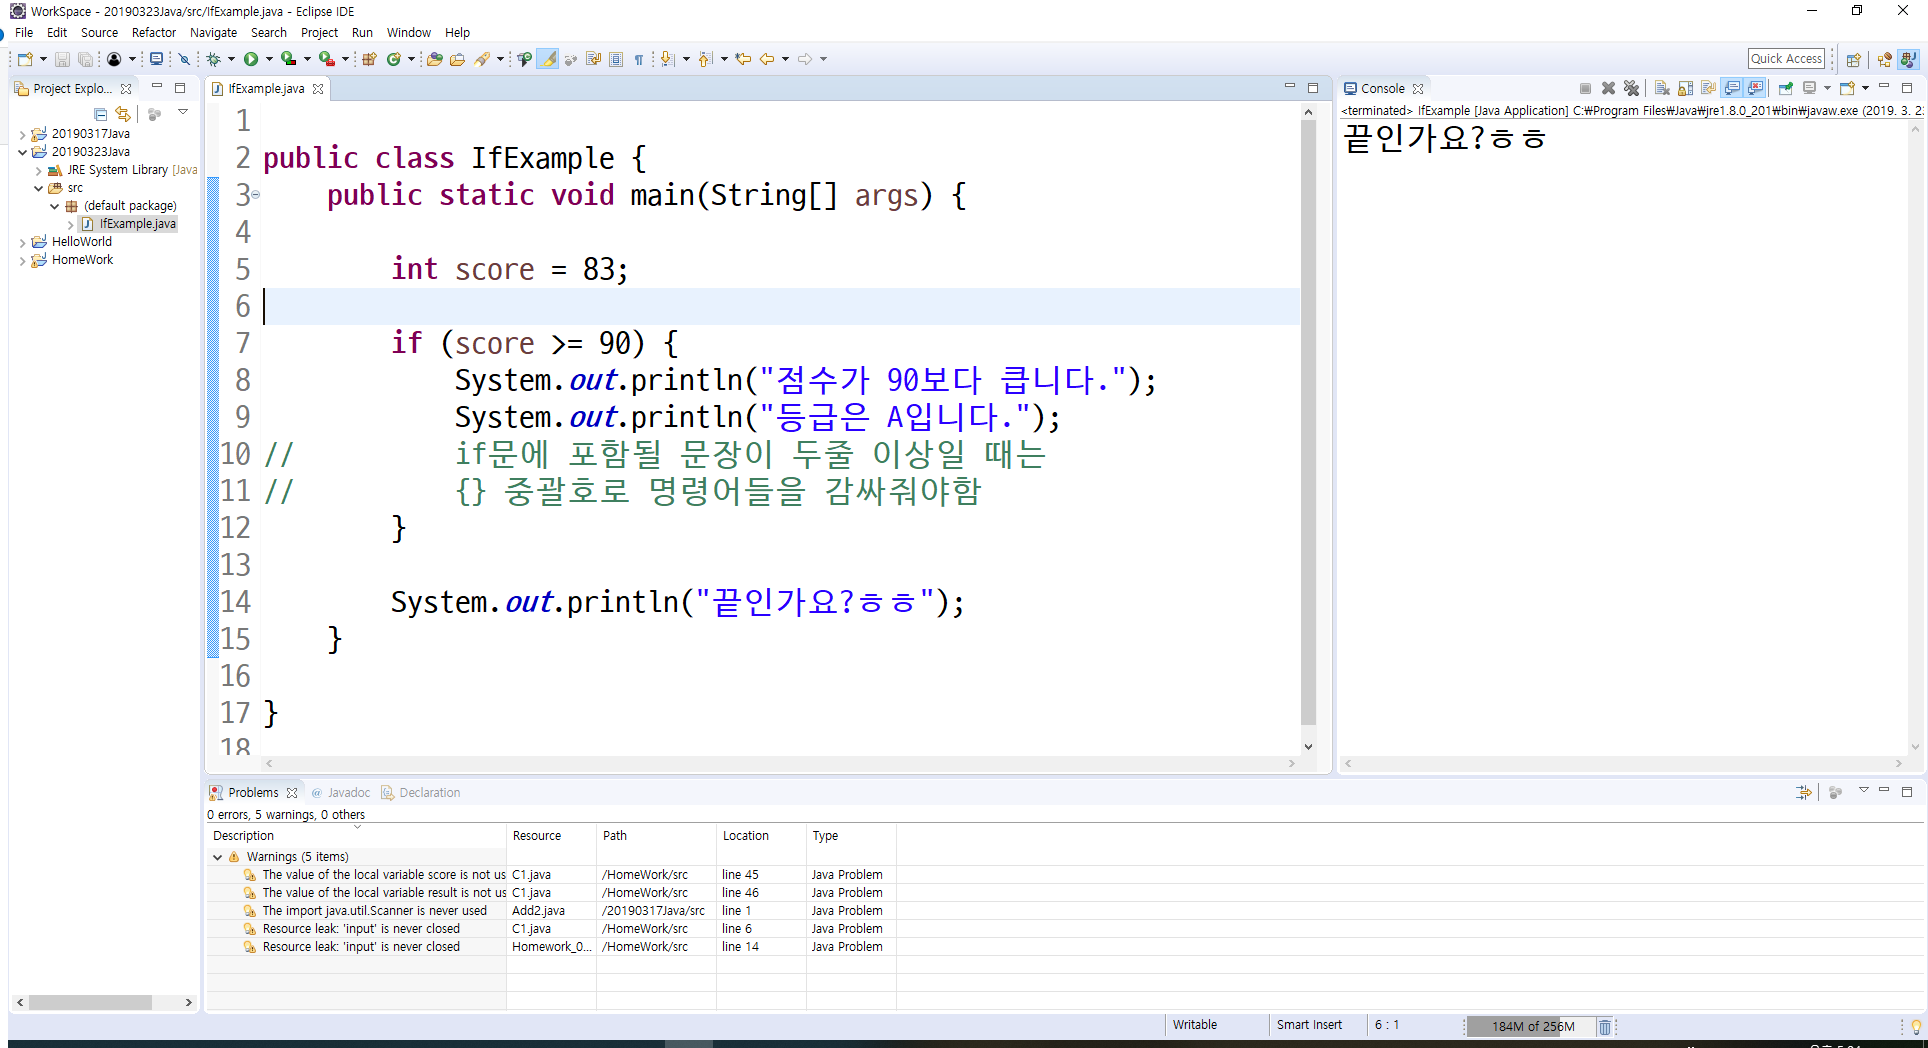 WorkSpace - 20190323Java/src/IfExample.java - Eclipse IDE
File Edit Source Refactor Navigate Search Project Run Window Help
Quick Access
Project Explo...
20190317Java
20190323Java
JRE System Library [Java
src
(default package)
IfExample.java
HelloWorld
HomeWork
IfExample.java
1
2 public class IfExample {
3 public static void main(String[] args) {
4
5 int score = 83;
6
7 if (score >= 90) {
8 System.out.println("점수가 90보다 큽니다.");
9 System.out.println("등급은 A입니다.");
10 // if문에 포함될 문장이 두줄 이상일 때는
11 // {} 중괄호로 명령어들을 감싸줘야함
12 }
13
14 System.out.println("끝인가요?ㅎㅎ");
15 }
16
17 }
18
Console
<terminated> IfExample [Java Application] C:₩Program Files₩Java₩jre1.8.0_201₩bin₩javaw.exe (2019. 3. 23
끝인가요?ㅎㅎ
Problems @ Javadoc Declaration
0 errors, 5 warnings, 0 others
Description Resource Path Location Type
Warnings (5 items)
The value of the local variable score is not us C1.java /HomeWork/src line 45 Java Problem
The value of the local variable result is not us C1.java /HomeWork/src line 46 Java Problem
The import java.util.Scanner is never used Add2.java /20190317Java/src line 1 Java Problem
Resource leak: 'input' is never closed C1.java /HomeWork/src line 6 Java Problem
Resource leak: 'input' is never closed Homework_0... /HomeWork/src line 14 Java Problem
Writable Smart Insert 6 : 1 184M of 256M